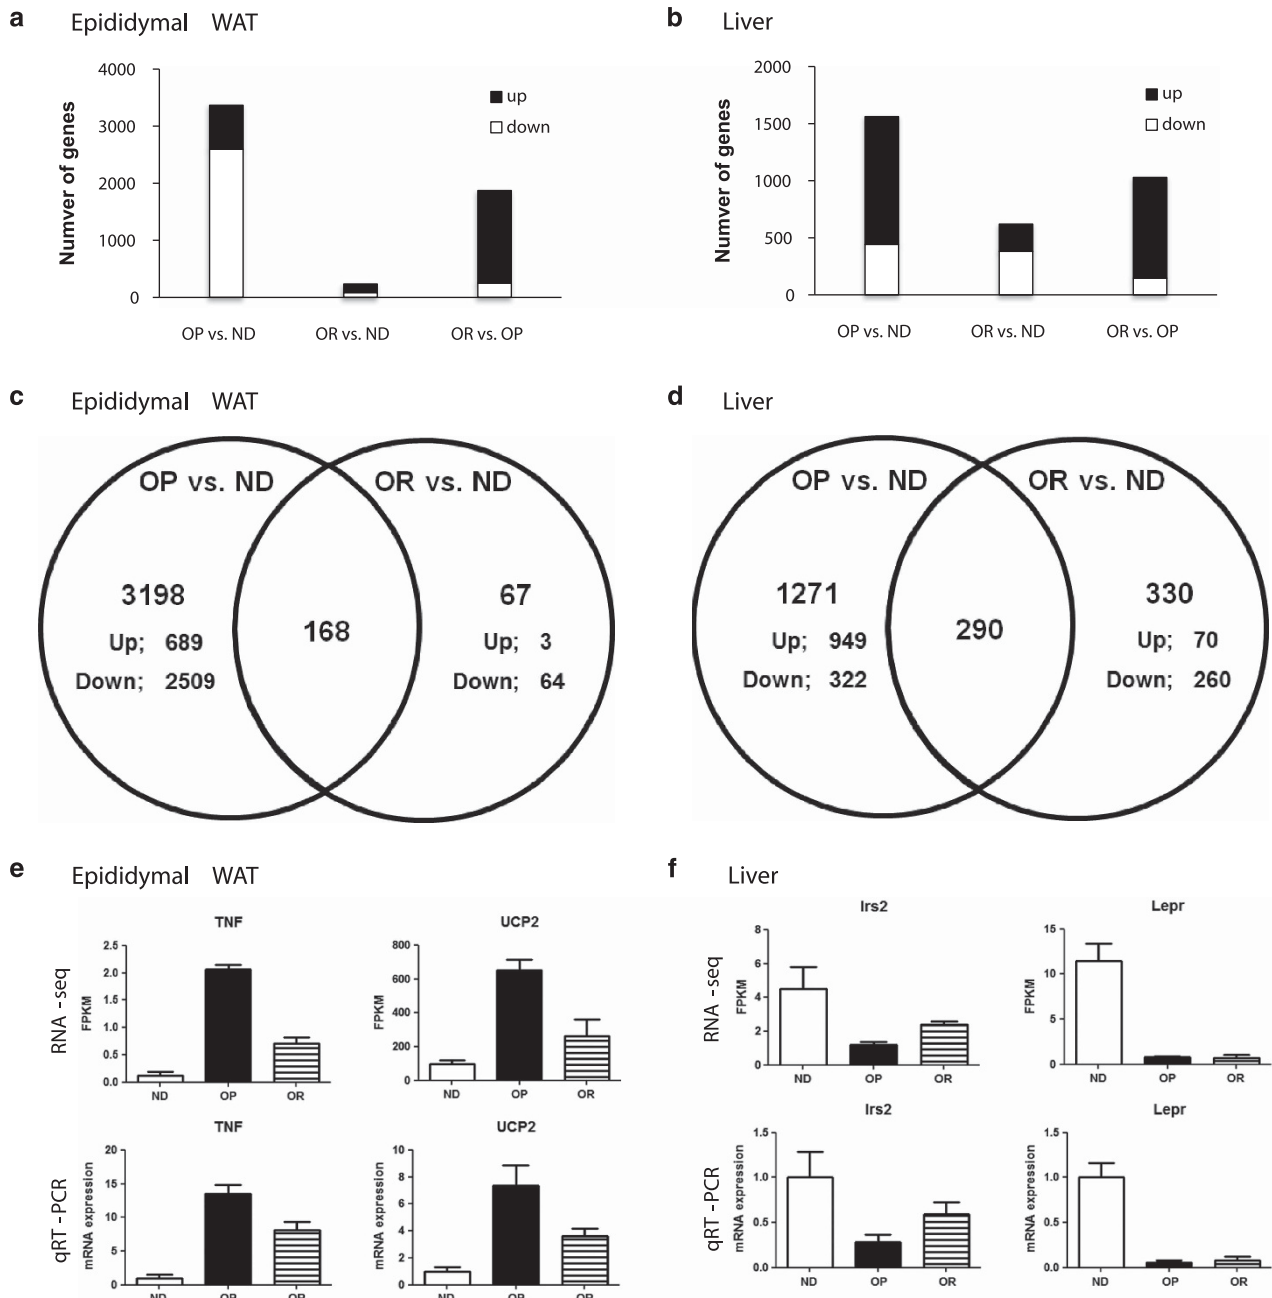 a Epididymal WAT
4000
3000
2000
1000
0
Numver of genes
up
down
OP vs. ND
OR vs. ND
OR vs. OP
b Liver
2000
1500
1000
500
0
Numver of genes
up
down
OP vs. ND
OR vs. ND
OR vs. OP
c Epididymal WAT
OP vs. ND
OR vs. ND
3198
Up; 689
Down; 2509
168
67
Up; 3
Down; 64
d Liver
OP vs. ND
OR vs. ND
1271
Up; 949
Down; 322
290
330
Up; 70
Down; 260
e Epididymal WAT
RNA - seq
TNF
2.5
2.0
1.5
1.0
0.5
0.0
FPKM
ND OP OR
UCP2
800
600
400
200
0
FPKM
ND OP OR
qRT - PCR
TNF
20
15
10
5
0
mRNA expression
ND OP OR
UCP2
10
8
6
4
2
0
mRNA expression
ND OP OR
f Liver
RNA - seq
Irs2
8
6
4
2
0
FPKM
ND OP OR
Lepr
15
10
5
0
FPKM
ND OP OR
qRT - PCR
Irs2
1.5
1.0
0.5
0.0
mRNA expression
ND OP OR
Lepr
1.5
1.0
0.5
0.0
mRNA expression
ND OP OR